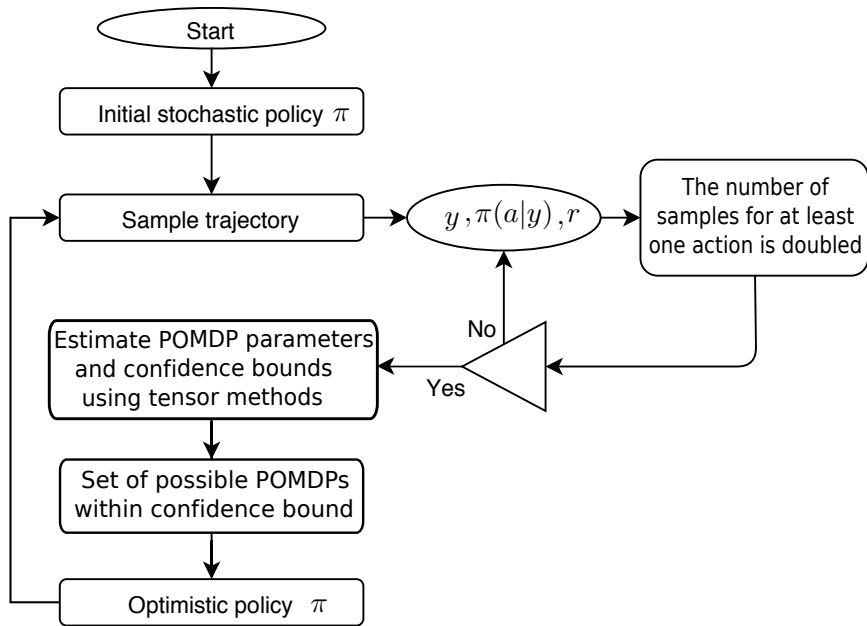 Start
Initial stochastic policy π
Sample trajectory
y , π(a|y) , r
The number of
samples for at least
one action is doubled
No
Yes
Estimate POMDP parameters
and confidence bounds
using tensor methods
Set of possible POMDPs
within confidence bound
Optimistic policy π